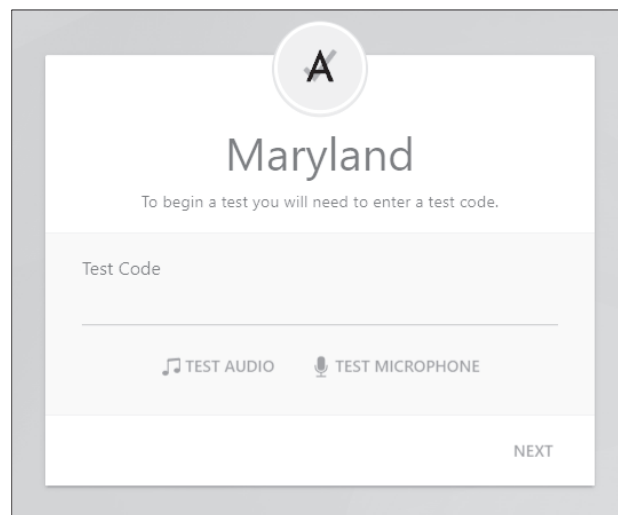 A
Maryland
To begin a test you will need to enter a test code.
Test Code
TEST AUDIO TEST MICROPHONE
NEXT